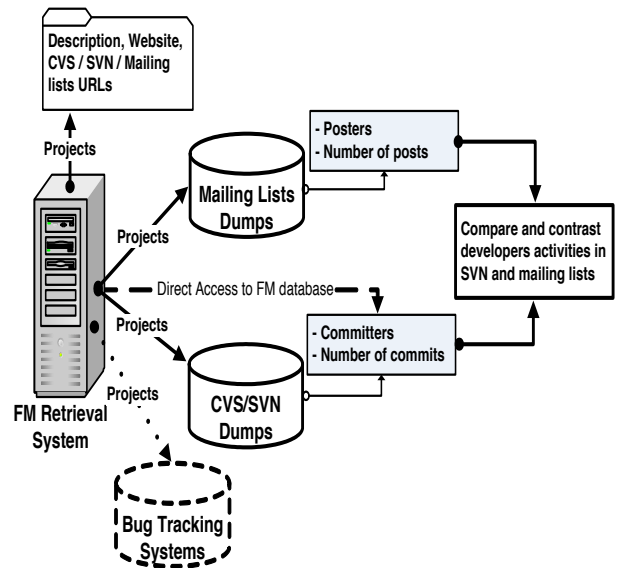 Description, Website,
CVS / SVN / Mailing
lists URLs
Projects
- Posters
- Number of posts
Mailing Lists
Dumps
Projects
Compare and contrast
developers activities in
SVN and mailing lists
Direct Access to FM database
Projects
- Committers
- Number of commits
Projects
FM Retrieval
System
CVS/SVN
Dumps
Bug Tracking
Systems